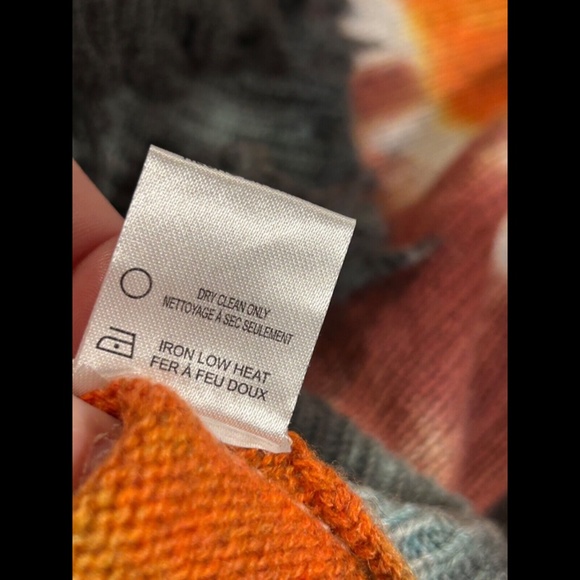 DRY CLEAN ONLY
NETTOYAGE À SEC SEULEMENT
IRON LOW HEAT
FER À FEU DOUX